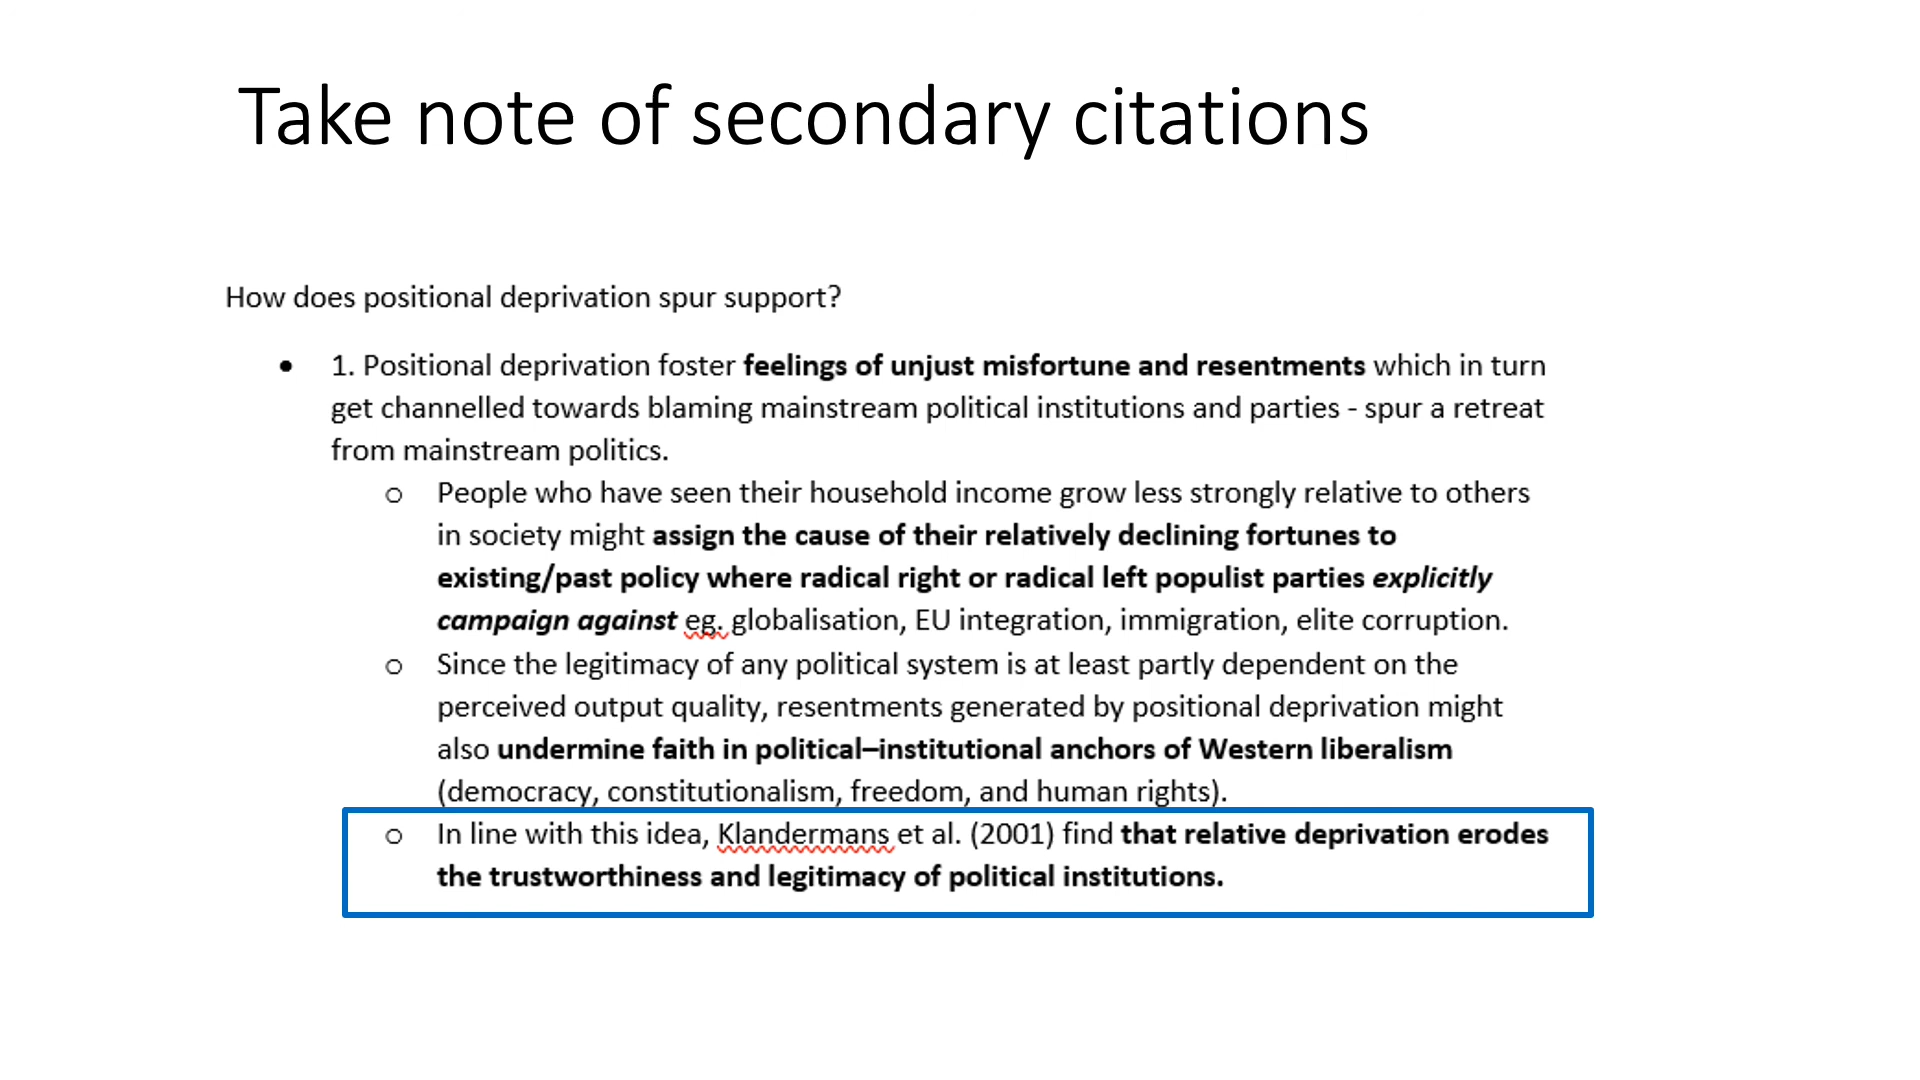 Take note of secondary citations
How does positional deprivation spur support?
• 1. Positional deprivation foster feelings of unjust misfortune and resentments which in turn
get channelled towards blaming mainstream political institutions and parties - spur a retreat
from mainstream politics.
o People who have seen their household income grow less strongly relative to others
in society might assign the cause of their relatively declining fortunes to
existing/past policy where radical right or radical left populist parties explicitly
campaign against eg. globalisation, EU integration, immigration, elite corruption.
o Since the legitimacy of any political system is at least partly dependent on the
perceived output quality, resentments generated by positional deprivation might
also undermine faith in political–institutional anchors of Western liberalism
(democracy, constitutionalism, freedom, and human rights).
o In line with this idea, Klandermans et al. (2001) find that relative deprivation erodes
the trustworthiness and legitimacy of political institutions.